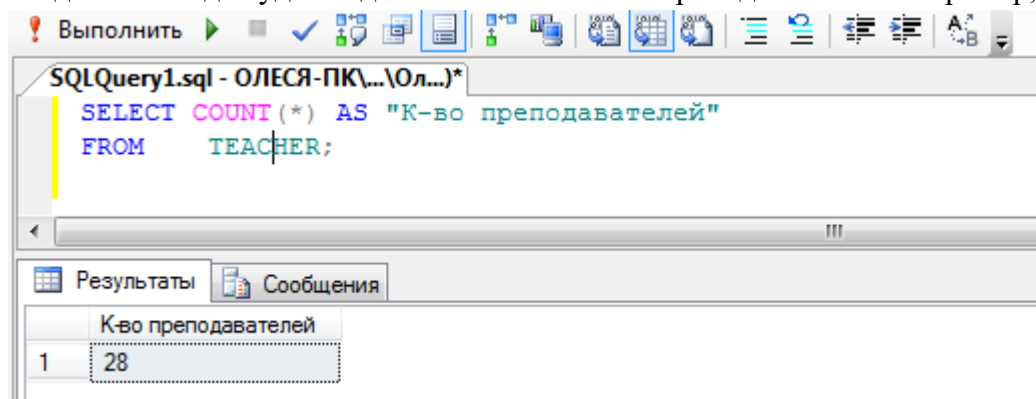 Выполнить
SQLQuery1.sql - ОЛЕСЯ-ПК\...\Ол...)*
SELECT COUNT(*) AS "К-во преподавателей"
FROM TEACHER;
Результаты Сообщения
К-во преподавателей
1 28